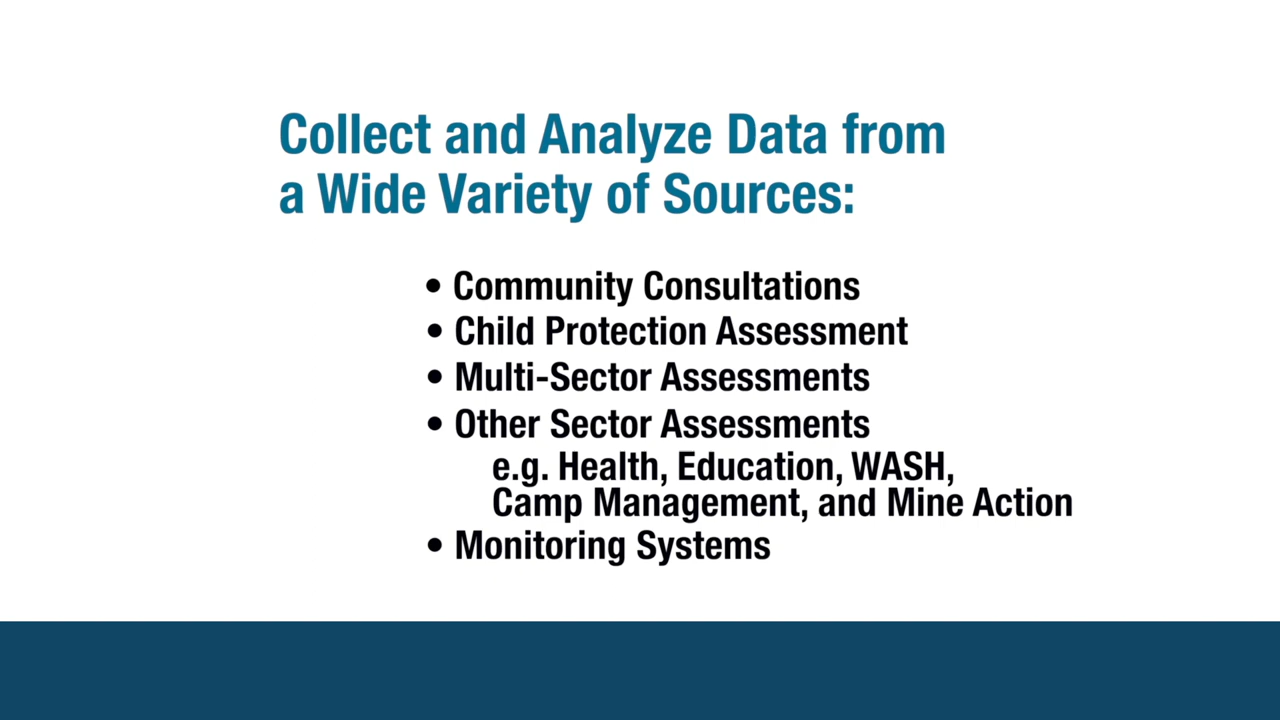 Collect and Analyze Data from
a Wide Variety of Sources:
• Community Consultations
• Child Protection Assessment
• Multi-Sector Assessments
• Other Sector Assessments
e.g. Health, Education, WASH,
Camp Management, and Mine Action
• Monitoring Systems